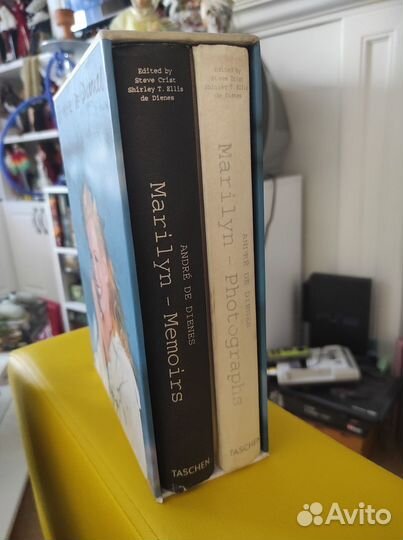 Edited by
Steve Crist
Shirley T. Ellis
de Dienes
ANDRÉ DE DIENES
Marilyn – Memoirs
TASCHEN
Edited by
Steve Crist
Shirley T. Ellis
de Dienes
ANDRÉ DE DIENES
Marilyn – Photographs
TASCHEN
Avito